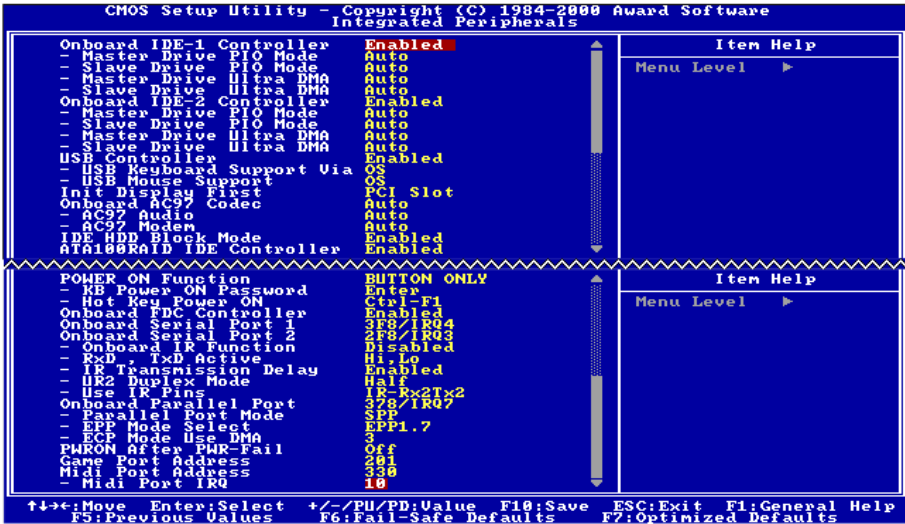 CMOS Setup Utility - Copyright (C) 1984-2000 Award Software
Integrated Peripherals
Onboard IDE-1 Controller Enabled
- Master Drive PIO Mode Auto
- Slave Drive PIO Mode Auto
- Master Drive Ultra DMA Auto
- Slave Drive Ultra DMA Auto
Onboard IDE-2 Controller Enabled
- Master Drive PIO Mode Auto
- Slave Drive PIO Mode Auto
- Master Drive Ultra DMA Auto
- Slave Drive Ultra DMA Auto
USB Controller Enabled
- USB Keyboard Support Via OS
- USB Mouse Support OS
Init Display First PCI Slot
Onboard AC97 Codec Auto
- AC97 Audio Auto
- AC97 Modem Auto
IDE HDD Block Mode Enabled
ATA100RAID IDE Controller Enabled
Item Help
Menu Level ►
POWER ON Function BUTTON ONLY
- KB Power ON Password Enter
- Hot Key Power ON Ctrl-F1
Onboard FDC Controller Enabled
Onboard Serial Port 1 3F8/IRQ4
Onboard Serial Port 2 2F8/IRQ3
- Onboard IR Function Disabled
- RxD , TxD Active Hi,Lo
- IR Transmission Delay Enabled
- UR2 Duplex Mode Half
- Use IR Pins IR-Rx2Tx2
Onboard Parallel Port 378/IRQ7
- Parallel Port Mode SPP
- EPP Mode Select EPP1.7
- ECP Mode Use DMA 3
PWRON After PWR-Fail Off
Game Port Address 201
Midi Port Address 330
- Midi Port IRQ 10
Item Help
Menu Level ►
↑↓→←:Move Enter:Select +/-/PU/PD:Value F10:Save ESC:Exit F1:General Help
F5:Previous Values F6:Fail-Safe Defaults F7:Optimized Defaults